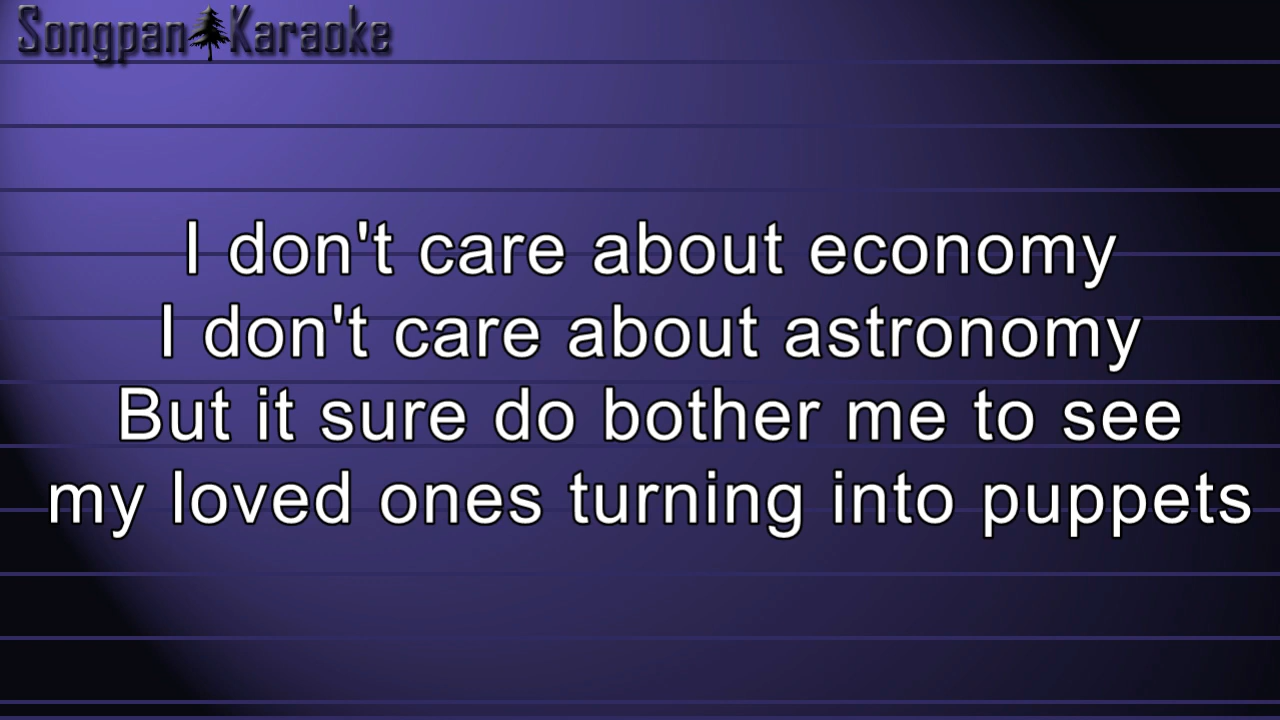 Songpan Karaoke
I don't care about economy
I don't care about astronomy
But it sure do bother me to see
my loved ones turning into puppets